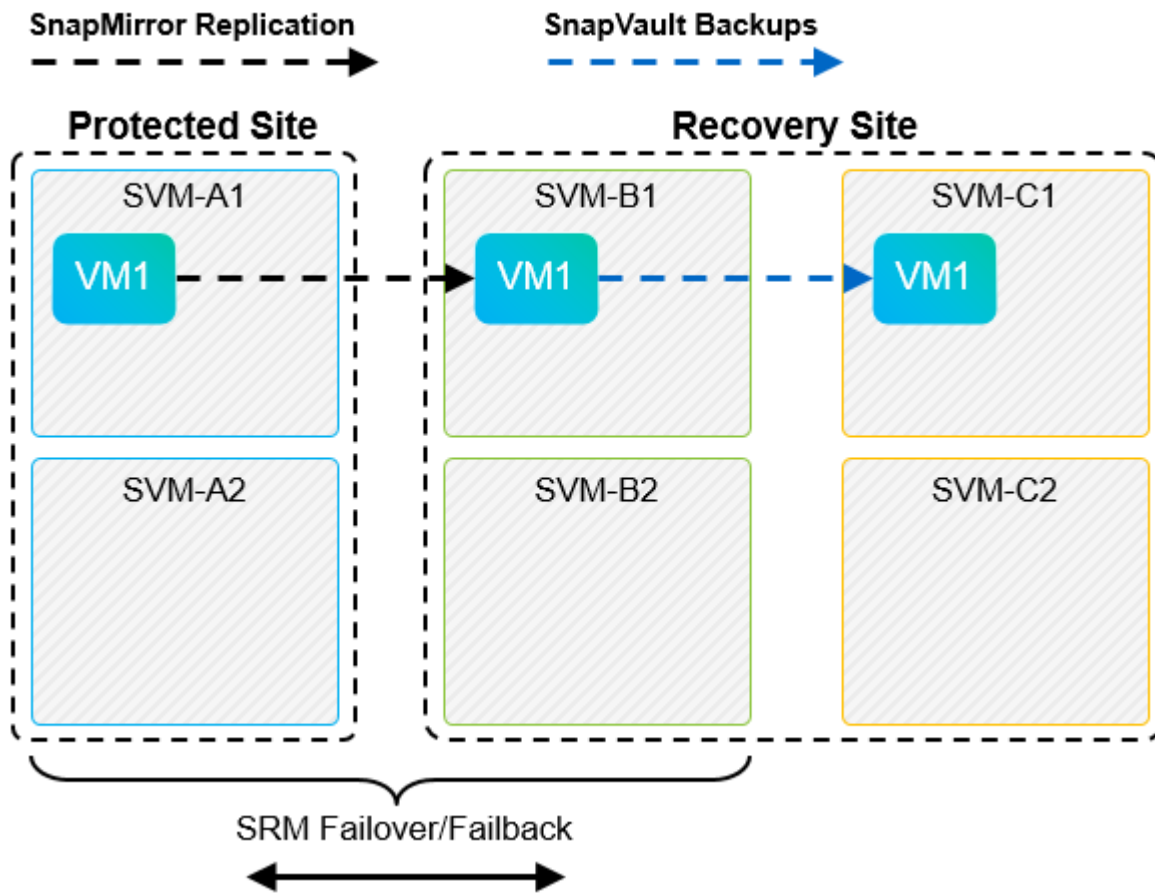 SnapMirror Replication
SnapVault Backups
Protected Site
Recovery Site
SVM-A1
SVM-B1
SVM-C1
VM1
VM1
VM1
SVM-A2
SVM-B2
SVM-C2
SRM Failover/Failback